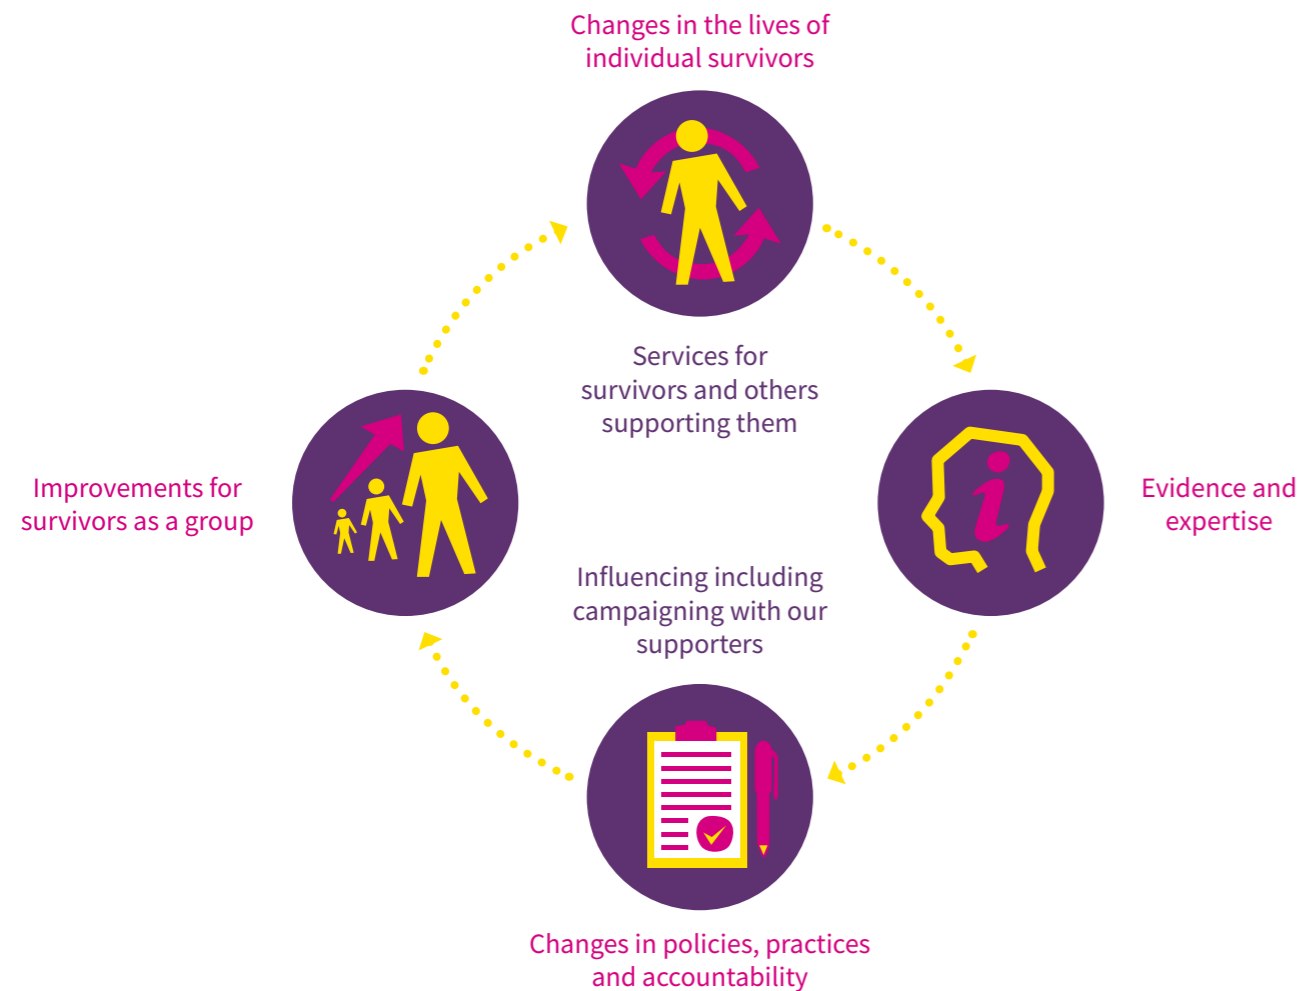 Changes in the lives of
individual survivors
Services for
survivors and others
supporting them
Improvements for
survivors as a group
Evidence and
expertise
Influencing including
campaigning with our
supporters
Changes in policies, practices
and accountability